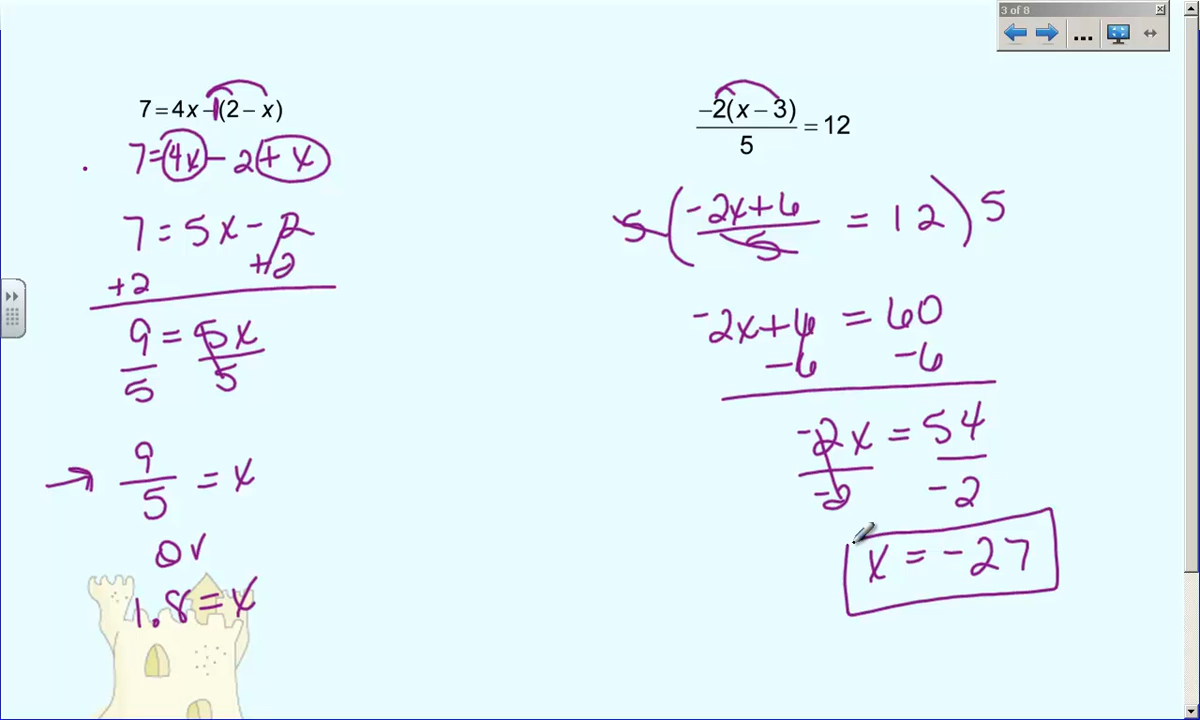 3 of 8
7=4x-1(2-x)
7=4x-2+x
7=5x-2
+2 +2
9=5x
5 5
9/5=x
or
1.8=x
-2(x-3)
5
=12
5(-2x+6/5=12)5
-2x+6=60
-6 -6
-2x=54
-2 -2
x=-27